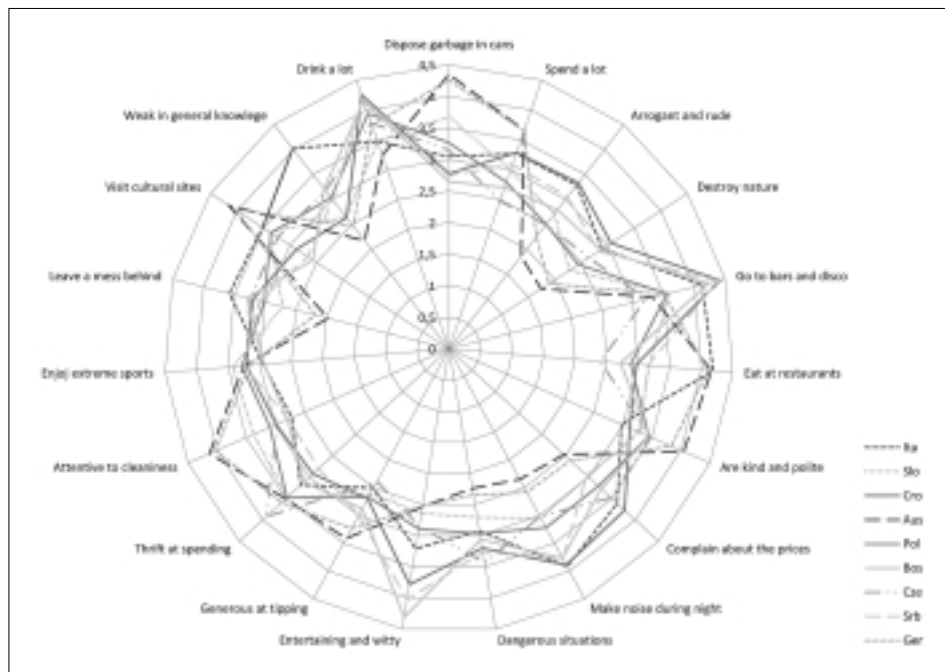 Dispose garbage in cans
Drink a lot
Spend a lot
Weak in general knowlege
Arrogant and rude
Visit cultural sites
Destroy nature
Leave a mess behind
Go to bars and disco
Enjoj extreme sports
Eat at restaurants
Attentive to cleaniness
Are kind and polite
Thrift at spending
Complain about the prices
Generous at tipping
Make noise during night
Entertaining and witty
Dangarous situations
4,5
2,5
2
1,5
1
0,5
0
Ita
Slo
Cro
Aus
Pol
Bos
Cze
Srb
Ger